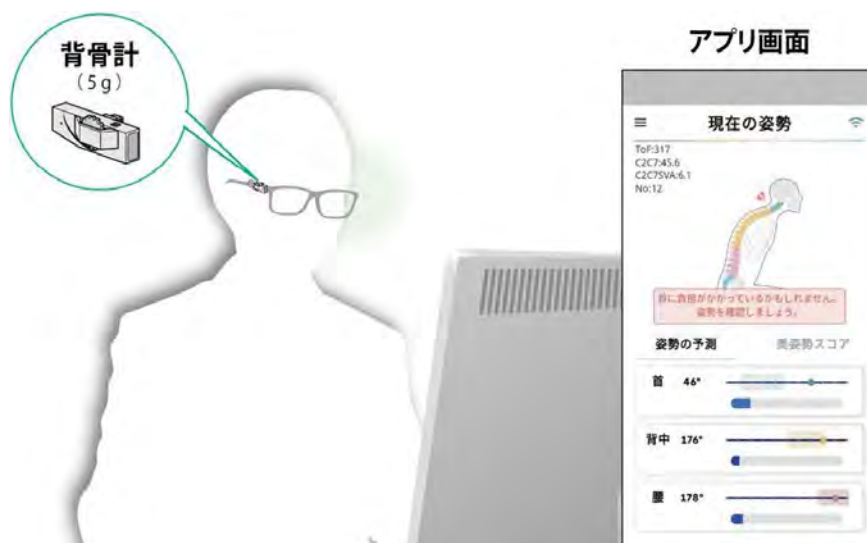 背骨計
(5g)
アプリ画面
現在の姿勢
ToF:317
C2C7:45.6
C2C7SVA:6.1
No:12
首に負担がかかっているかもしれません。
姿勢を確認しましょう。
姿勢の予測
美姿勢スコア
首 46°
背中 176°
腰 178°